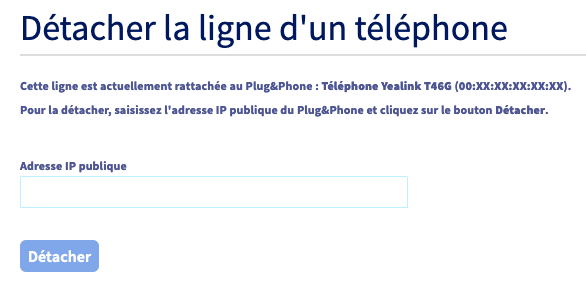 Détacher la ligne d'un téléphone
Cette ligne est actuellement rattachée au Plug&Phone : Téléphone Yealink T46G (00:XX:XX:XX:XX:XX).
Pour la détacher, saisissez l'adresse IP publique du Plug&Phone et cliquez sur le bouton Détacher.
Adresse IP publique
Détacher